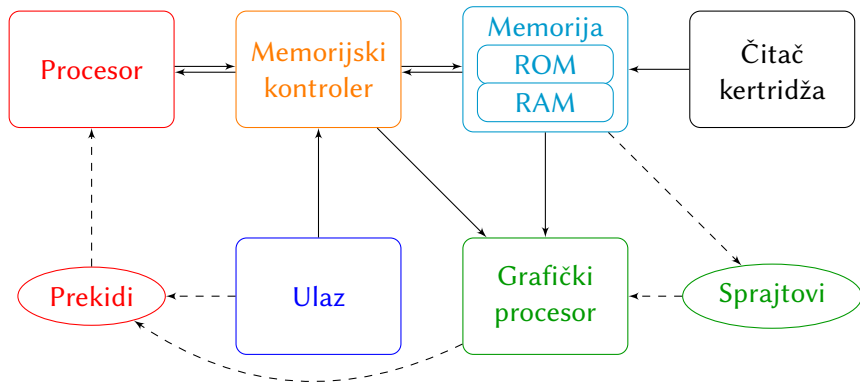 Procesor
Memorijski
kontroler
Memorija
ROM
RAM
Čitač
kertridža
Prekidi
Ulaz
Grafički
procesor
Sprajtovi